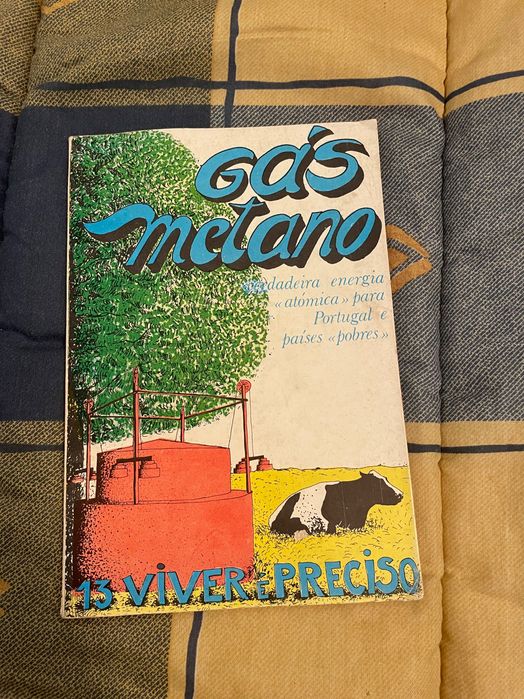 Gás
metano
verdadeira energia
«atómica» para
Portugal e
países «pobres»
13 VIVER É PRECISO